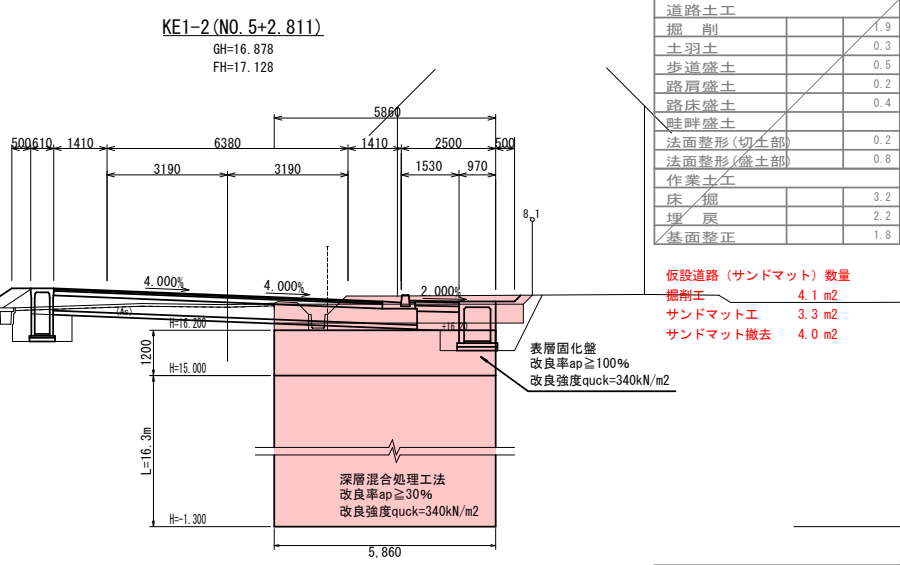 KE1-2(NO.5+2.811)
GH=16.878
FH=17.128
道路土工
掘 削 1.9
土羽土 0.3
歩道盛土 0.5
路肩盛土 0.2
路床盛土 0.4
畦畔盛土
法面整形(切土部) 0.2
法面整形(盛土部) 0.8
作業土工
床 掘 3.2
埋 戻 2.2
基面整正 1.8
5860
500 610 1410 6380 1410 2500 500
3190 3190 1530 970
8.1
4.000% 4.000% 2.000%
仮設道路（サンドマット）数量
掘削工 4.1 m2
サンドマット工 3.3 m2
サンドマット撤去 4.0 m2
H=16.200
+16.20
1200
H=15.000
表層固化盤
改良率ap≧100%
改良強度quck=340kN/m2
L=16.3m
深層混合処理工法
改良率ap≧30%
改良強度quck=340kN/m2
H=-1.300
5,860